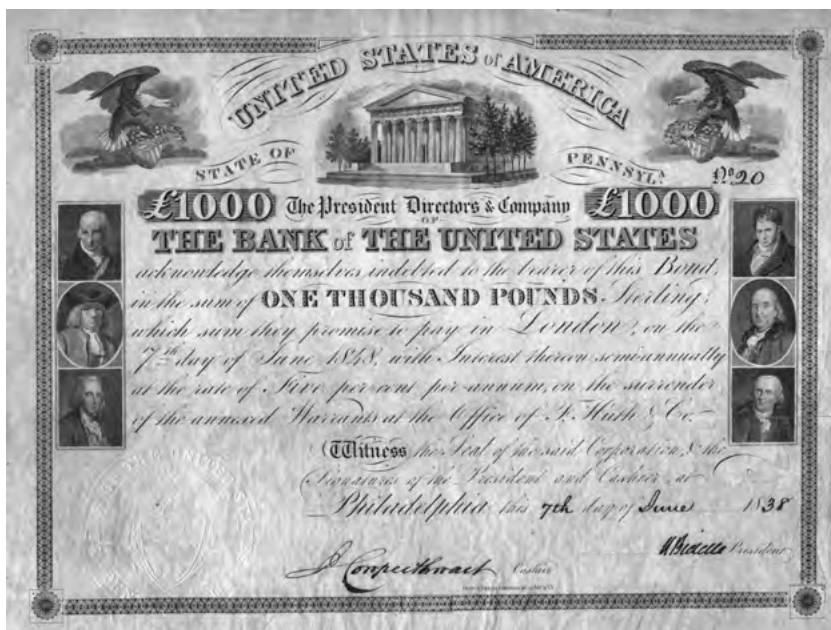 UNITED STATES of AMERICA
STATE OF PENNSYLA
No 20
£1000 The President Directors & Company £1000
OF
THE BANK of THE UNITED STATES
acknowledge themselves indebted to the bearer of this Bond,
in the sum of ONE THOUSAND POUNDS Sterling,
which sum they promise to pay in London, on the
7th day of June 1848, with Interest thereon semiannually
at the rate of Five per cent per annum, on the surrender
of the annexed Warrants at the Office of F. Huth & Co.
Witness the Seal of the said Corporation, & the
Signatures of the President and Cashier, at
Philadelphia this 7th day of June 1838
N Biddle President
J Cowperthwait Cashier